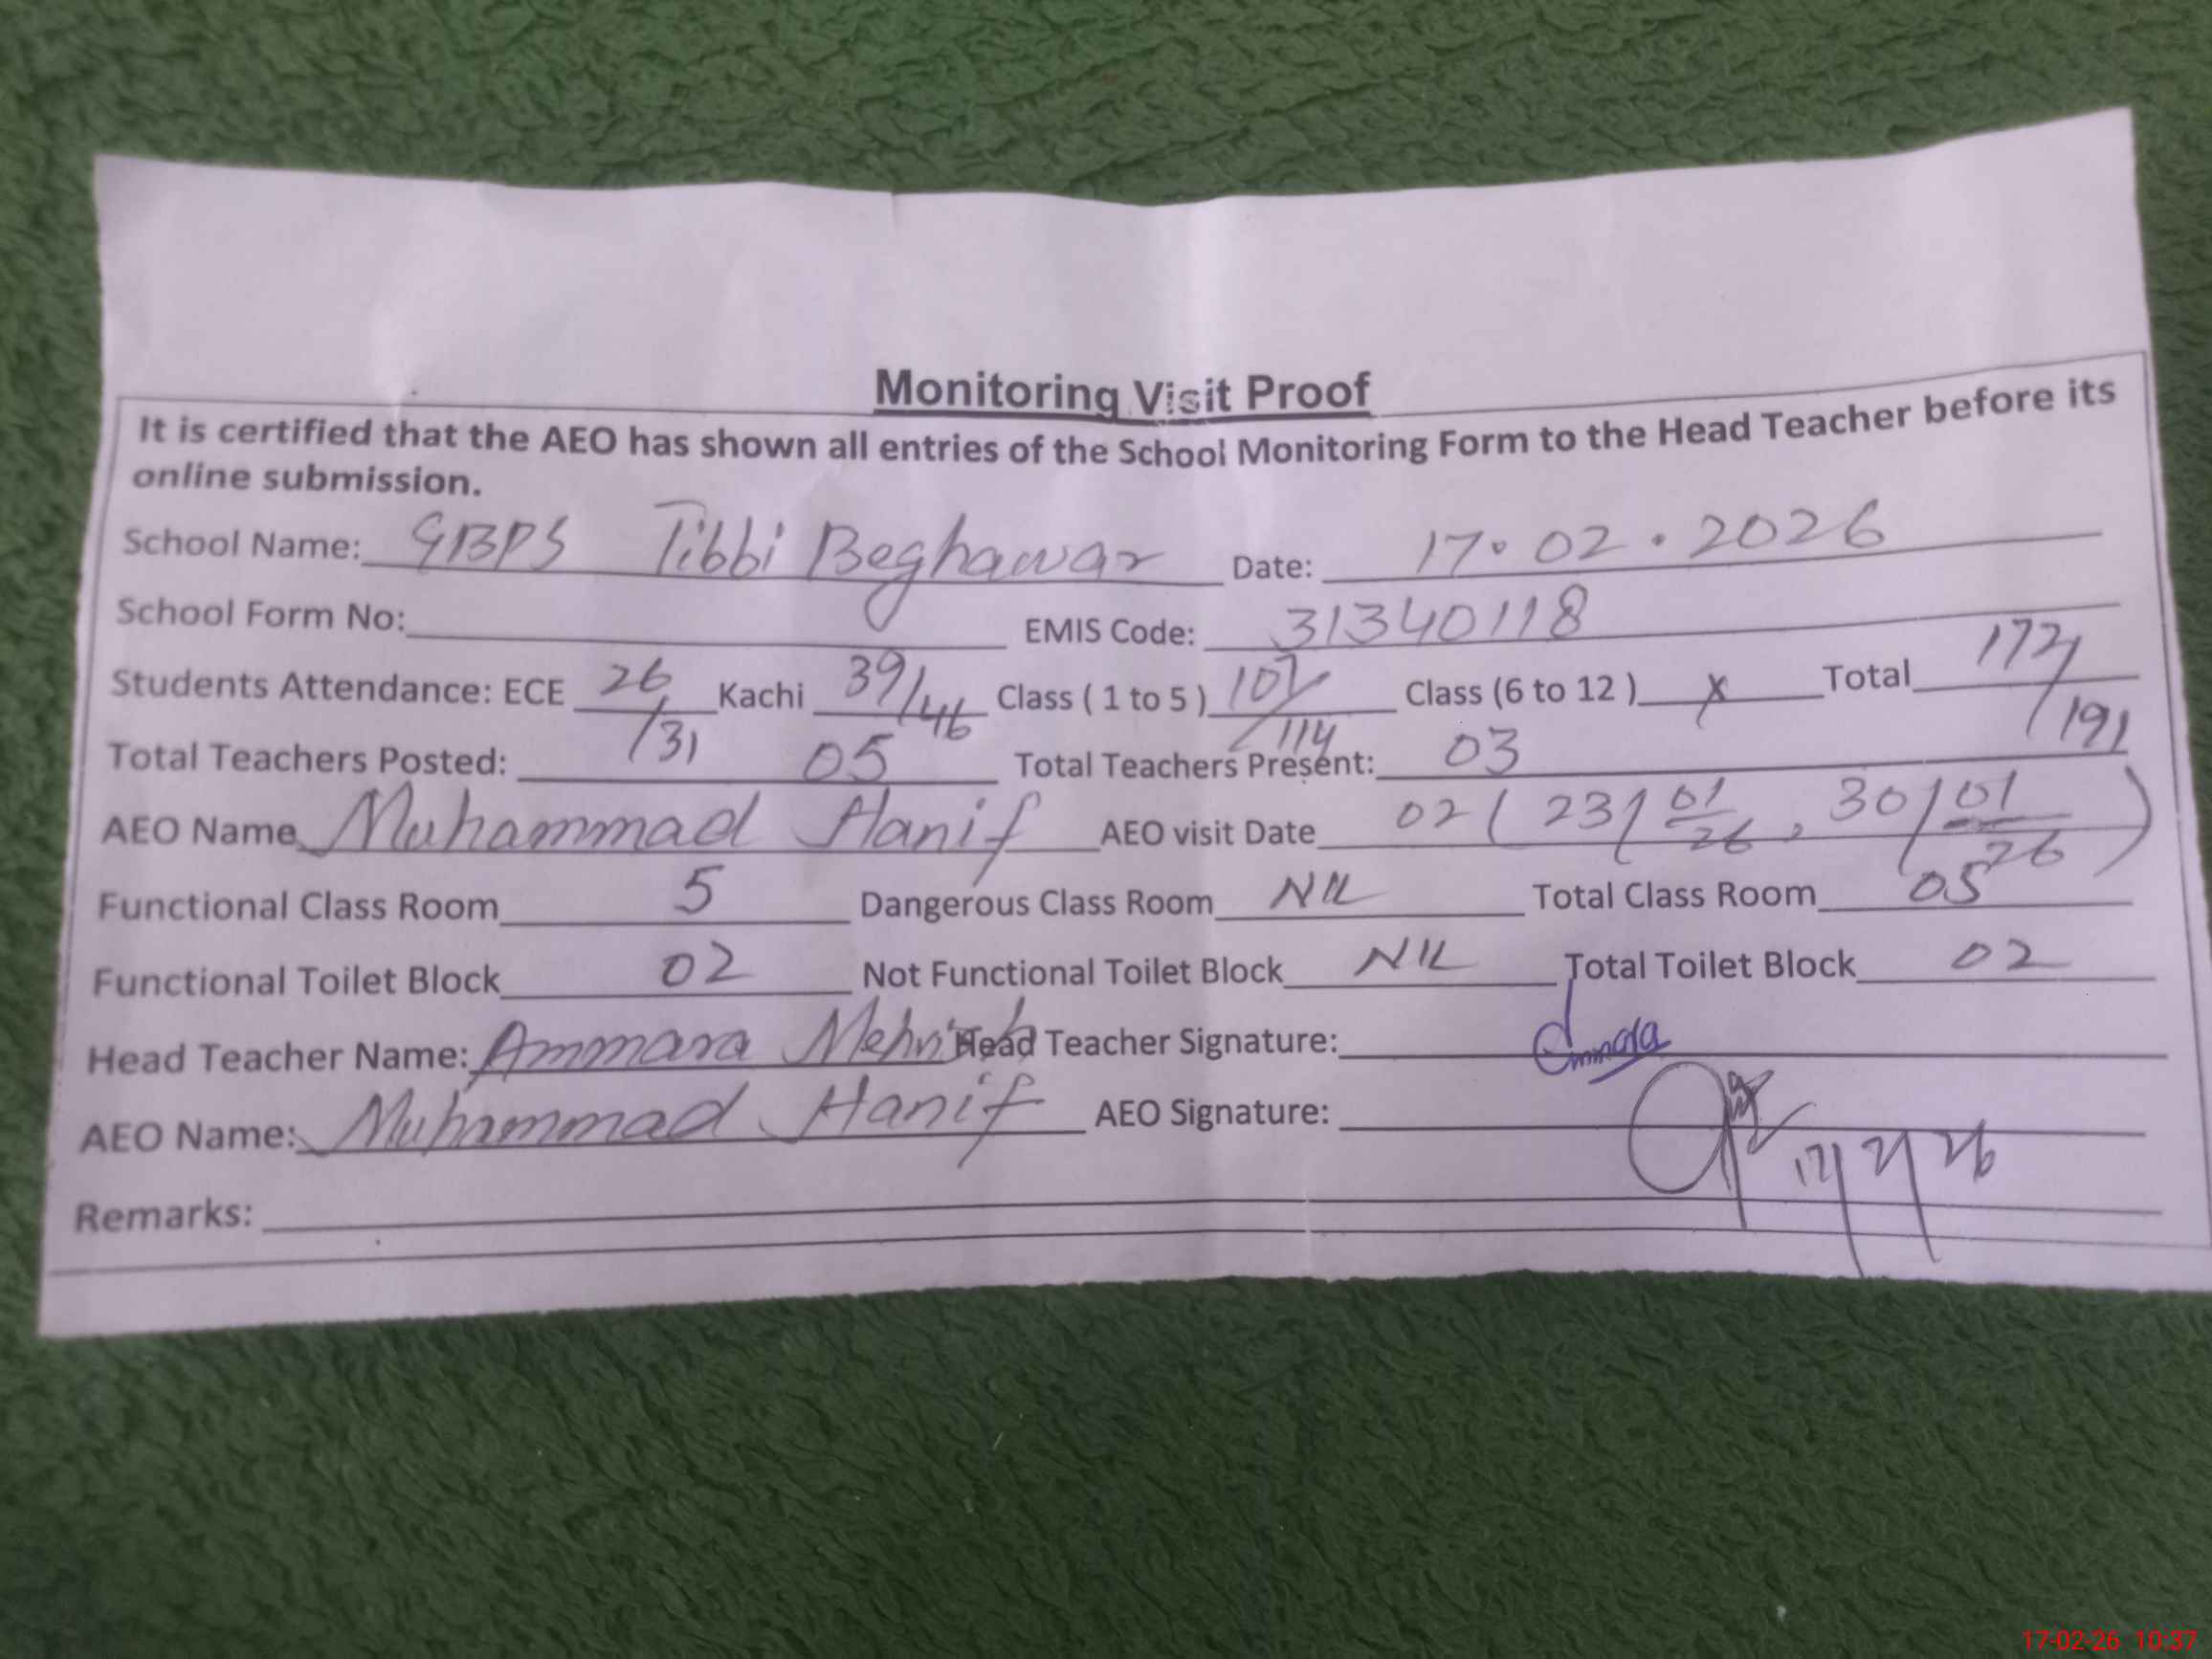 Monitoring Visit Proof
It is certified that the AEO has shown all entries of the School Monitoring Form to the Head Teacher before its
online submission.
School Name: GBPS Tibbi Beghawar Date: 17.02.2026
School Form No: EMIS Code: 31340118
Students Attendance: ECE 26/31 Kachi 39/46 Class ( 1 to 5 ) 107/114 Class (6 to 12 ) x Total 172/191
Total Teachers Posted: 05 Total Teachers Present: 03
AEO Name Muhammad Hanif AEO visit Date 02 ( 23/01/26, 30/01/26 )
Functional Class Room 5 Dangerous Class Room NIL Total Class Room 05
Functional Toilet Block 02 Not Functional Toilet Block NIL Total Toilet Block 02
Head Teacher Name: Ammara Head Teacher Signature:
AEO Name: Muhammad Hanif AEO Signature:
17/2/26
Remarks:
17-02-26 10:37